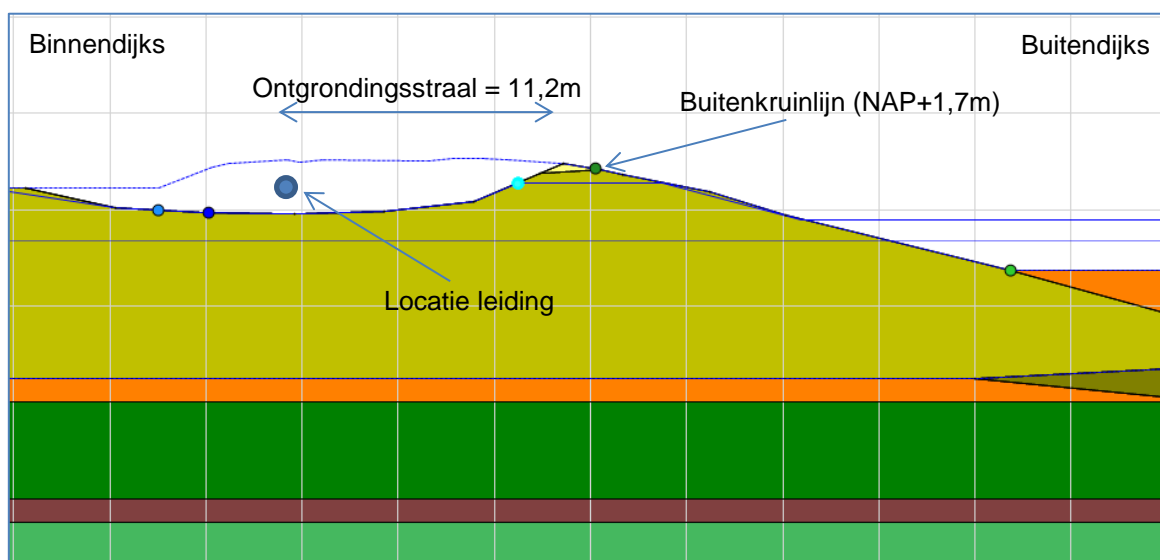 Binnendijks
Buitendijks
Ontgrondingsstraal = 11,2m
Buitenkruinlijn (NAP+1,7m)
Locatie leiding